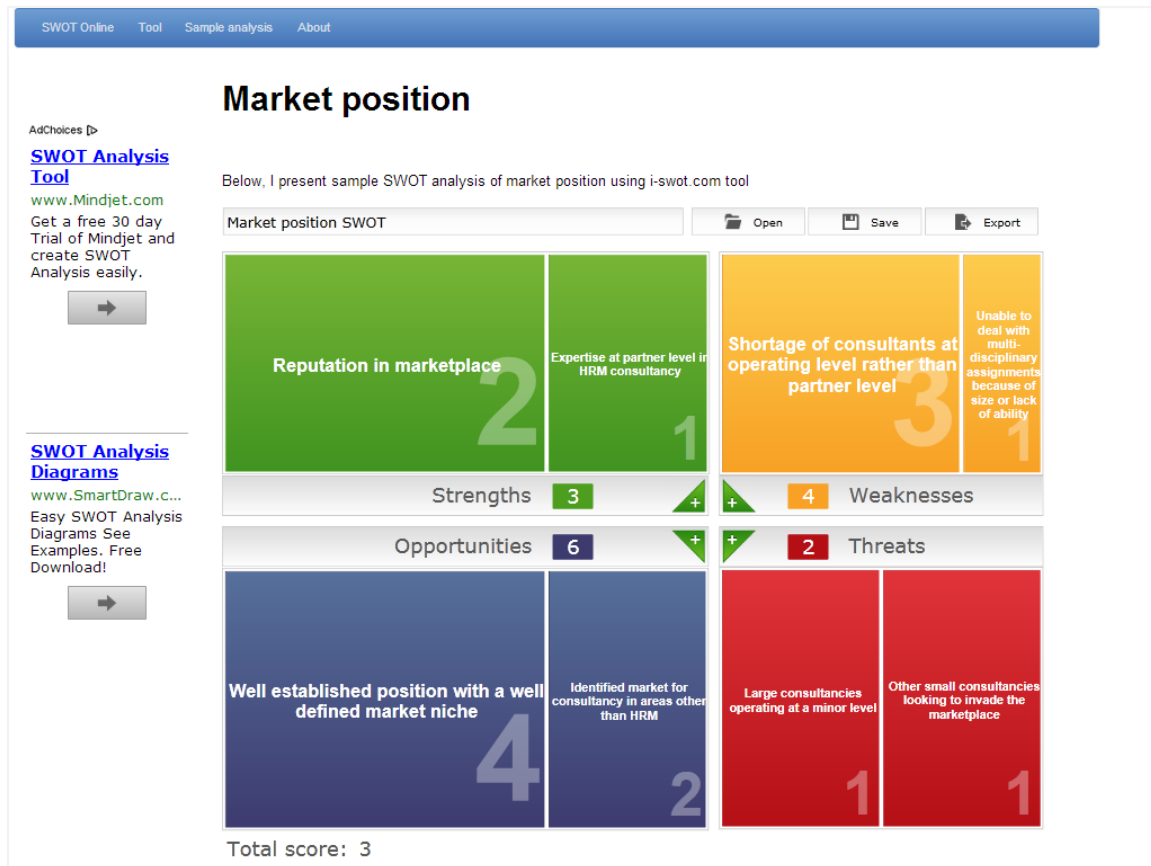 SWOT Online Tool Sample analysis About
Market position
AdChoices
SWOT Analysis
Tool
www.Mindjet.com
Get a free 30 day
Trial of Mindjet and
create SWOT
Analysis easily.
SWOT Analysis
Diagrams
www.SmartDraw.c...
Easy SWOT Analysis
Diagrams See
Examples. Free
Download!
Below, I present sample SWOT analysis of market position using i-swot.com tool
Market position SWOT
Open
Save
Export
Reputation in marketplace
2
Expertise at partner level in
HRM consultancy
1
Shortage of consultants at
operating level rather than
partner level
3
Unable to
deal with
multi-
disciplinary
assignments
because of
size or lack
of ability
1
Strengths 3 +
+ 4 Weaknesses
Opportunities 6 +
+ 2 Threats
Well established position with a well
defined market niche
4
Identified market for
consultancy in areas other
than HRM
2
Large consultancies
operating at a minor level
1
Other small consultancies
looking to invade the
marketplace
1
Total score: 3